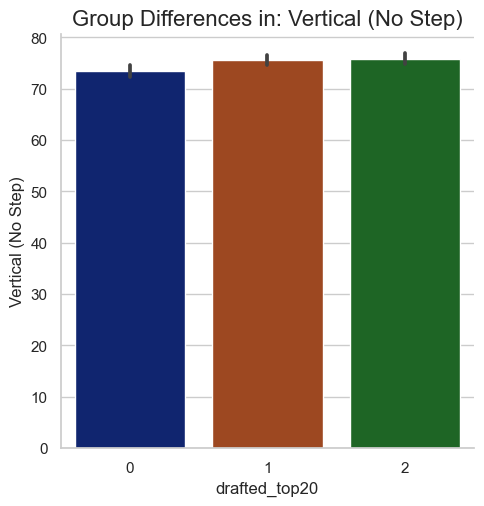 Group Differences in: Vertical (No Step)
80
70
60
50
40
30
20
10
0
Vertical (No Step)
0 1 2
drafted_top20